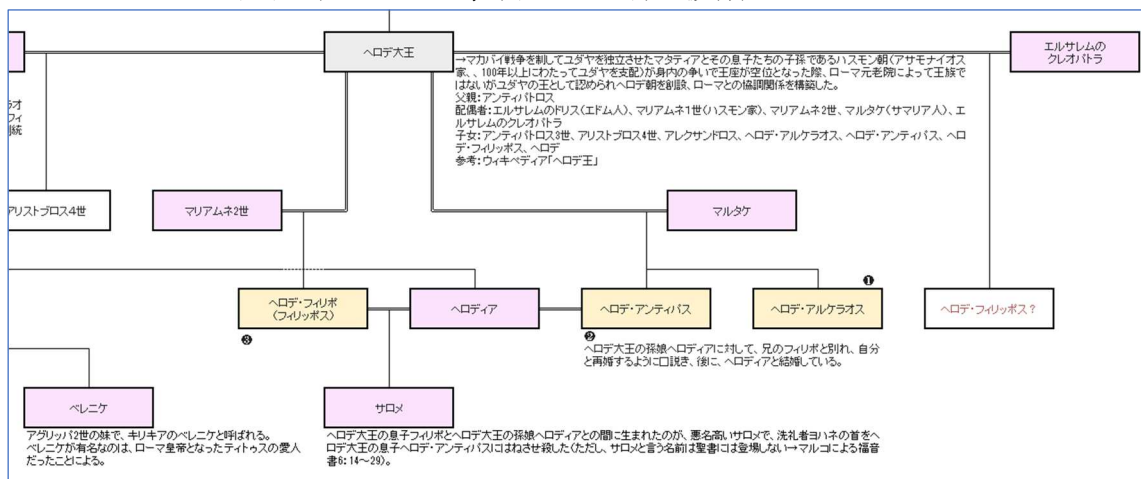 ヘロデ大王
エルサレムの
クレオパトラ
→マカバイ戦争を制してユダヤを独立させたマタティアとその息子たちの子孫であるハスモン朝(アサモナイオス
家、、100年以上にわたってユダヤを支配)が身内の争いで王座が空位となった際、ローマ元老院によって王族で
はないがユダヤの王として認められヘロデ朝を創設、ローマとの協調関係を構築した。
父親:アンティパトロス
配偶者:エルサレムのドリス(エドム人)、マリアムネ1世(ハスモン家)、マリアムネ2世、マルタケ(サマリア人)、エ
ルサレムのクレオパトラ
子女:アンティパトロス3世、アリストブロス4世、アレクサンドロス、ヘロデ・アルケラオス、ヘロデ・アンティパス、ヘロ
デ・フィリッポス、ヘロデ
参考:ウィキペディア「ヘロデ王」
ラオ
フィ
統
アリストブロス4世
マリアムネ2世
マルタケ
❶
ヘロデ・フィリポ
(フィリッポス)
ヘロディア
ヘロデ・アンティパス
ヘロデ・アルケラオス
ヘロデ・フィリッポス?
❸
❷
ヘロデ大王の孫娘ヘロディアに対して、兄のフィリポと別れ、自分
と再婚するように口説き、後に、ヘロディアと結婚している。
ベレニケ
サロメ
アグリッパ2世の妹で、キリキアのベレニケと呼ばれる。
ベレニケが有名なのは、ローマ皇帝となったティトゥスの愛人
だったことによる。
ヘロデ大王の息子フィリポとヘロデ大王の孫娘ヘロディアとの間に生まれたのが、悪名高いサロメで、洗礼者ヨハネの首をヘ
ロデ大王の息子ヘロデ・アンティパスにはねさせ殺した(ただし、サロメと言う名前は聖書には登場しない→マルコによる福音
書6:14~29)。